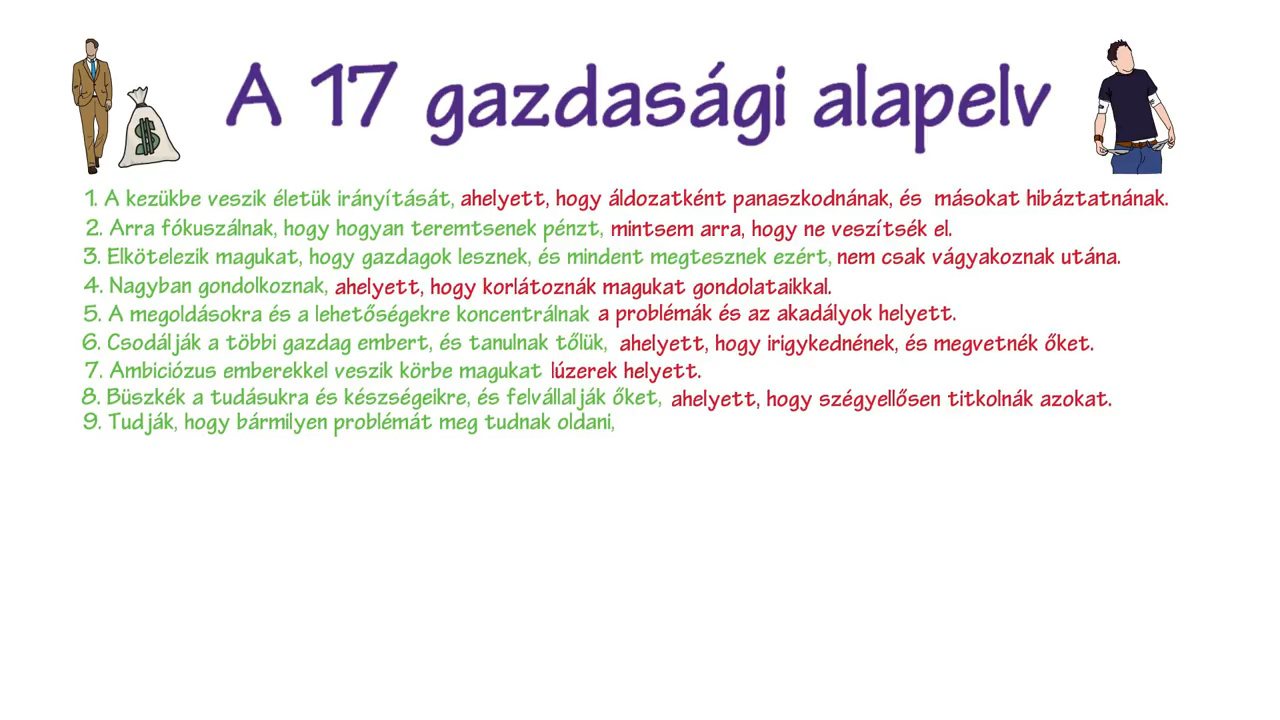 A 17 gazdasági alapelv
1. A kezükbe veszik életük irányítását, ahelyett, hogy áldozatként panaszkodnának, és másokat hibáztatnának.
2. Arra fókuszálnak, hogy hogyan teremtsenek pénzt, mintsem arra, hogy ne veszítsék el.
3. Elkötelezik magukat, hogy gazdagok lesznek, és mindent megtesznek ezért, nem csak vágyakoznak utána.
4. Nagyban gondolkoznak, ahelyett, hogy korlátoznák magukat gondolataikkal.
5. A megoldásokra és a lehetőségekre koncentrálnak a problémák és az akadályok helyett.
6. Csodálják a többi gazdag embert, és tanulnak tőlük, ahelyett, hogy irigykednének, és megvetnék őket.
7. Ambiciózus emberekkel veszik körbe magukat lúzerek helyett.
8. Büszkék a tudásukra és készségeikre, és felvállalják őket, ahelyett, hogy szégyellősen titkolnák azokat.
9. Tudják, hogy bármilyen problémát meg tudnak oldani,